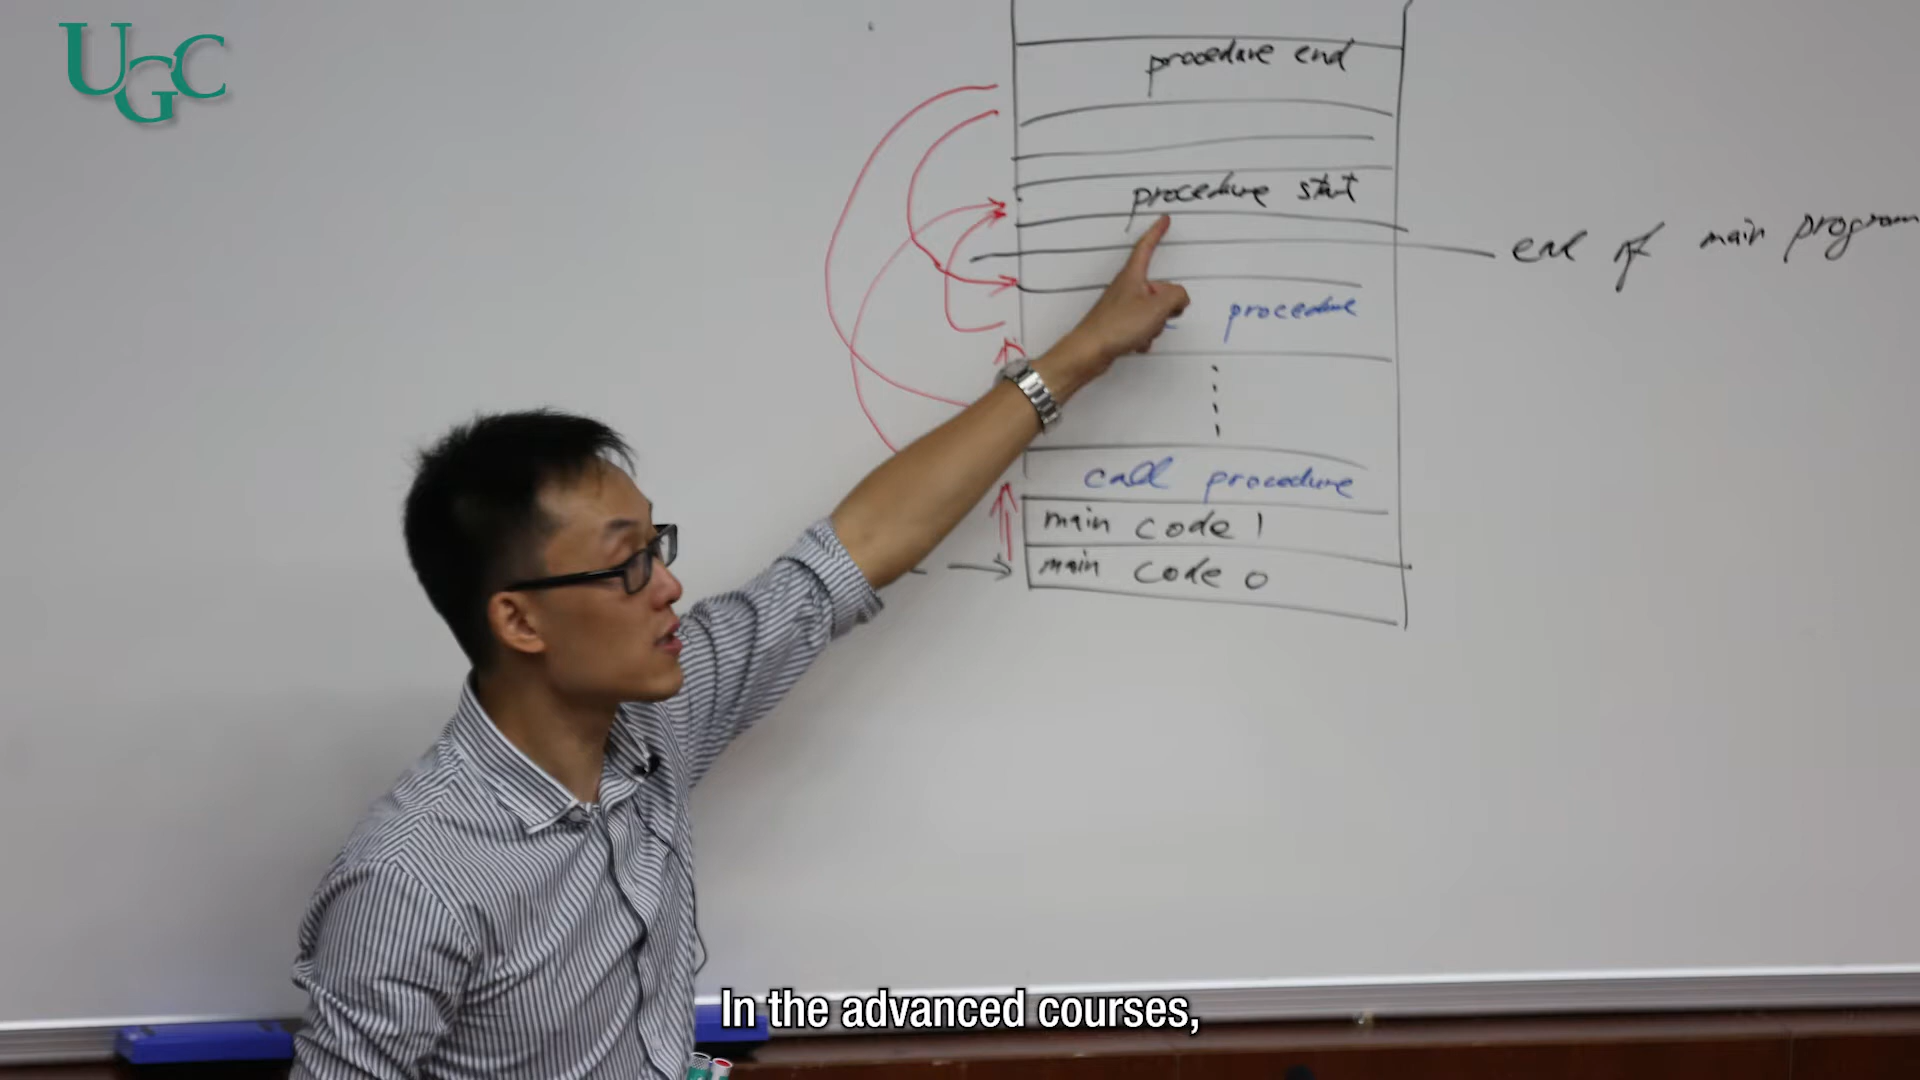 UGC
procedure end
procedure start
end of main program
procedure
call procedure
main code 1
main code 0
In the advanced courses,